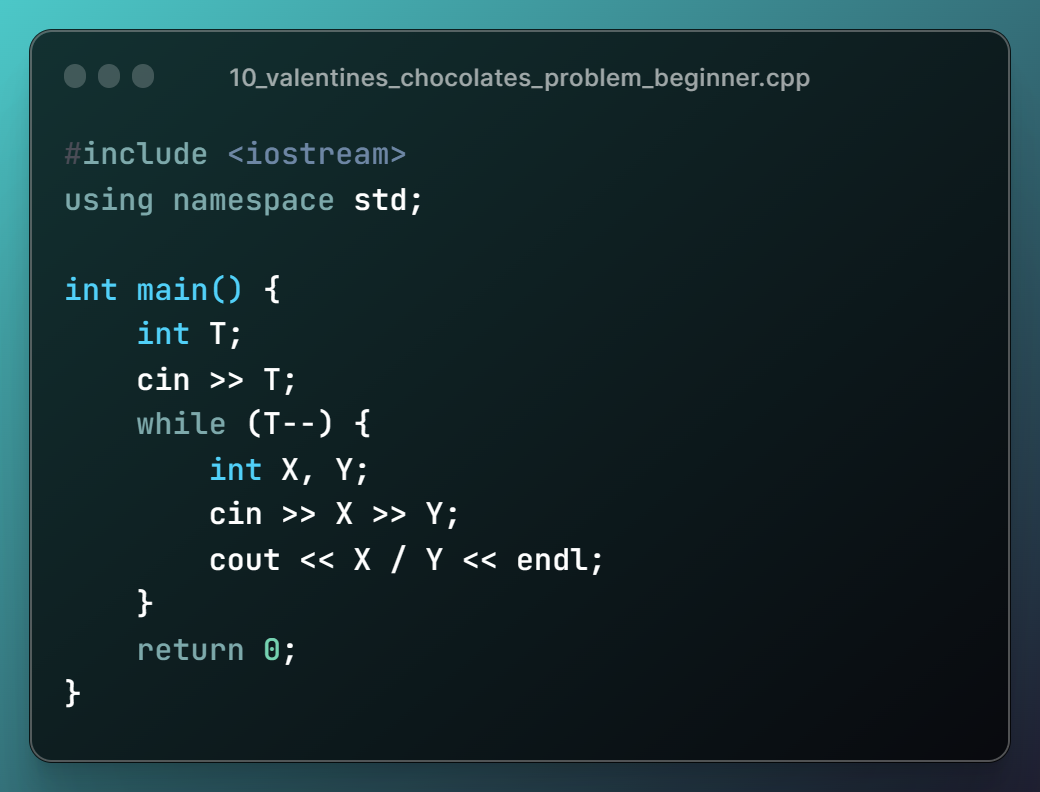 10_valentines_chocolates_problem_beginner.cpp
#include <iostream>
using namespace std;

int main() {
    int T;
    cin >> T;
    while (T--) {
        int X, Y;
        cin >> X >> Y;
        cout << X / Y << endl;
    }
    return 0;
}